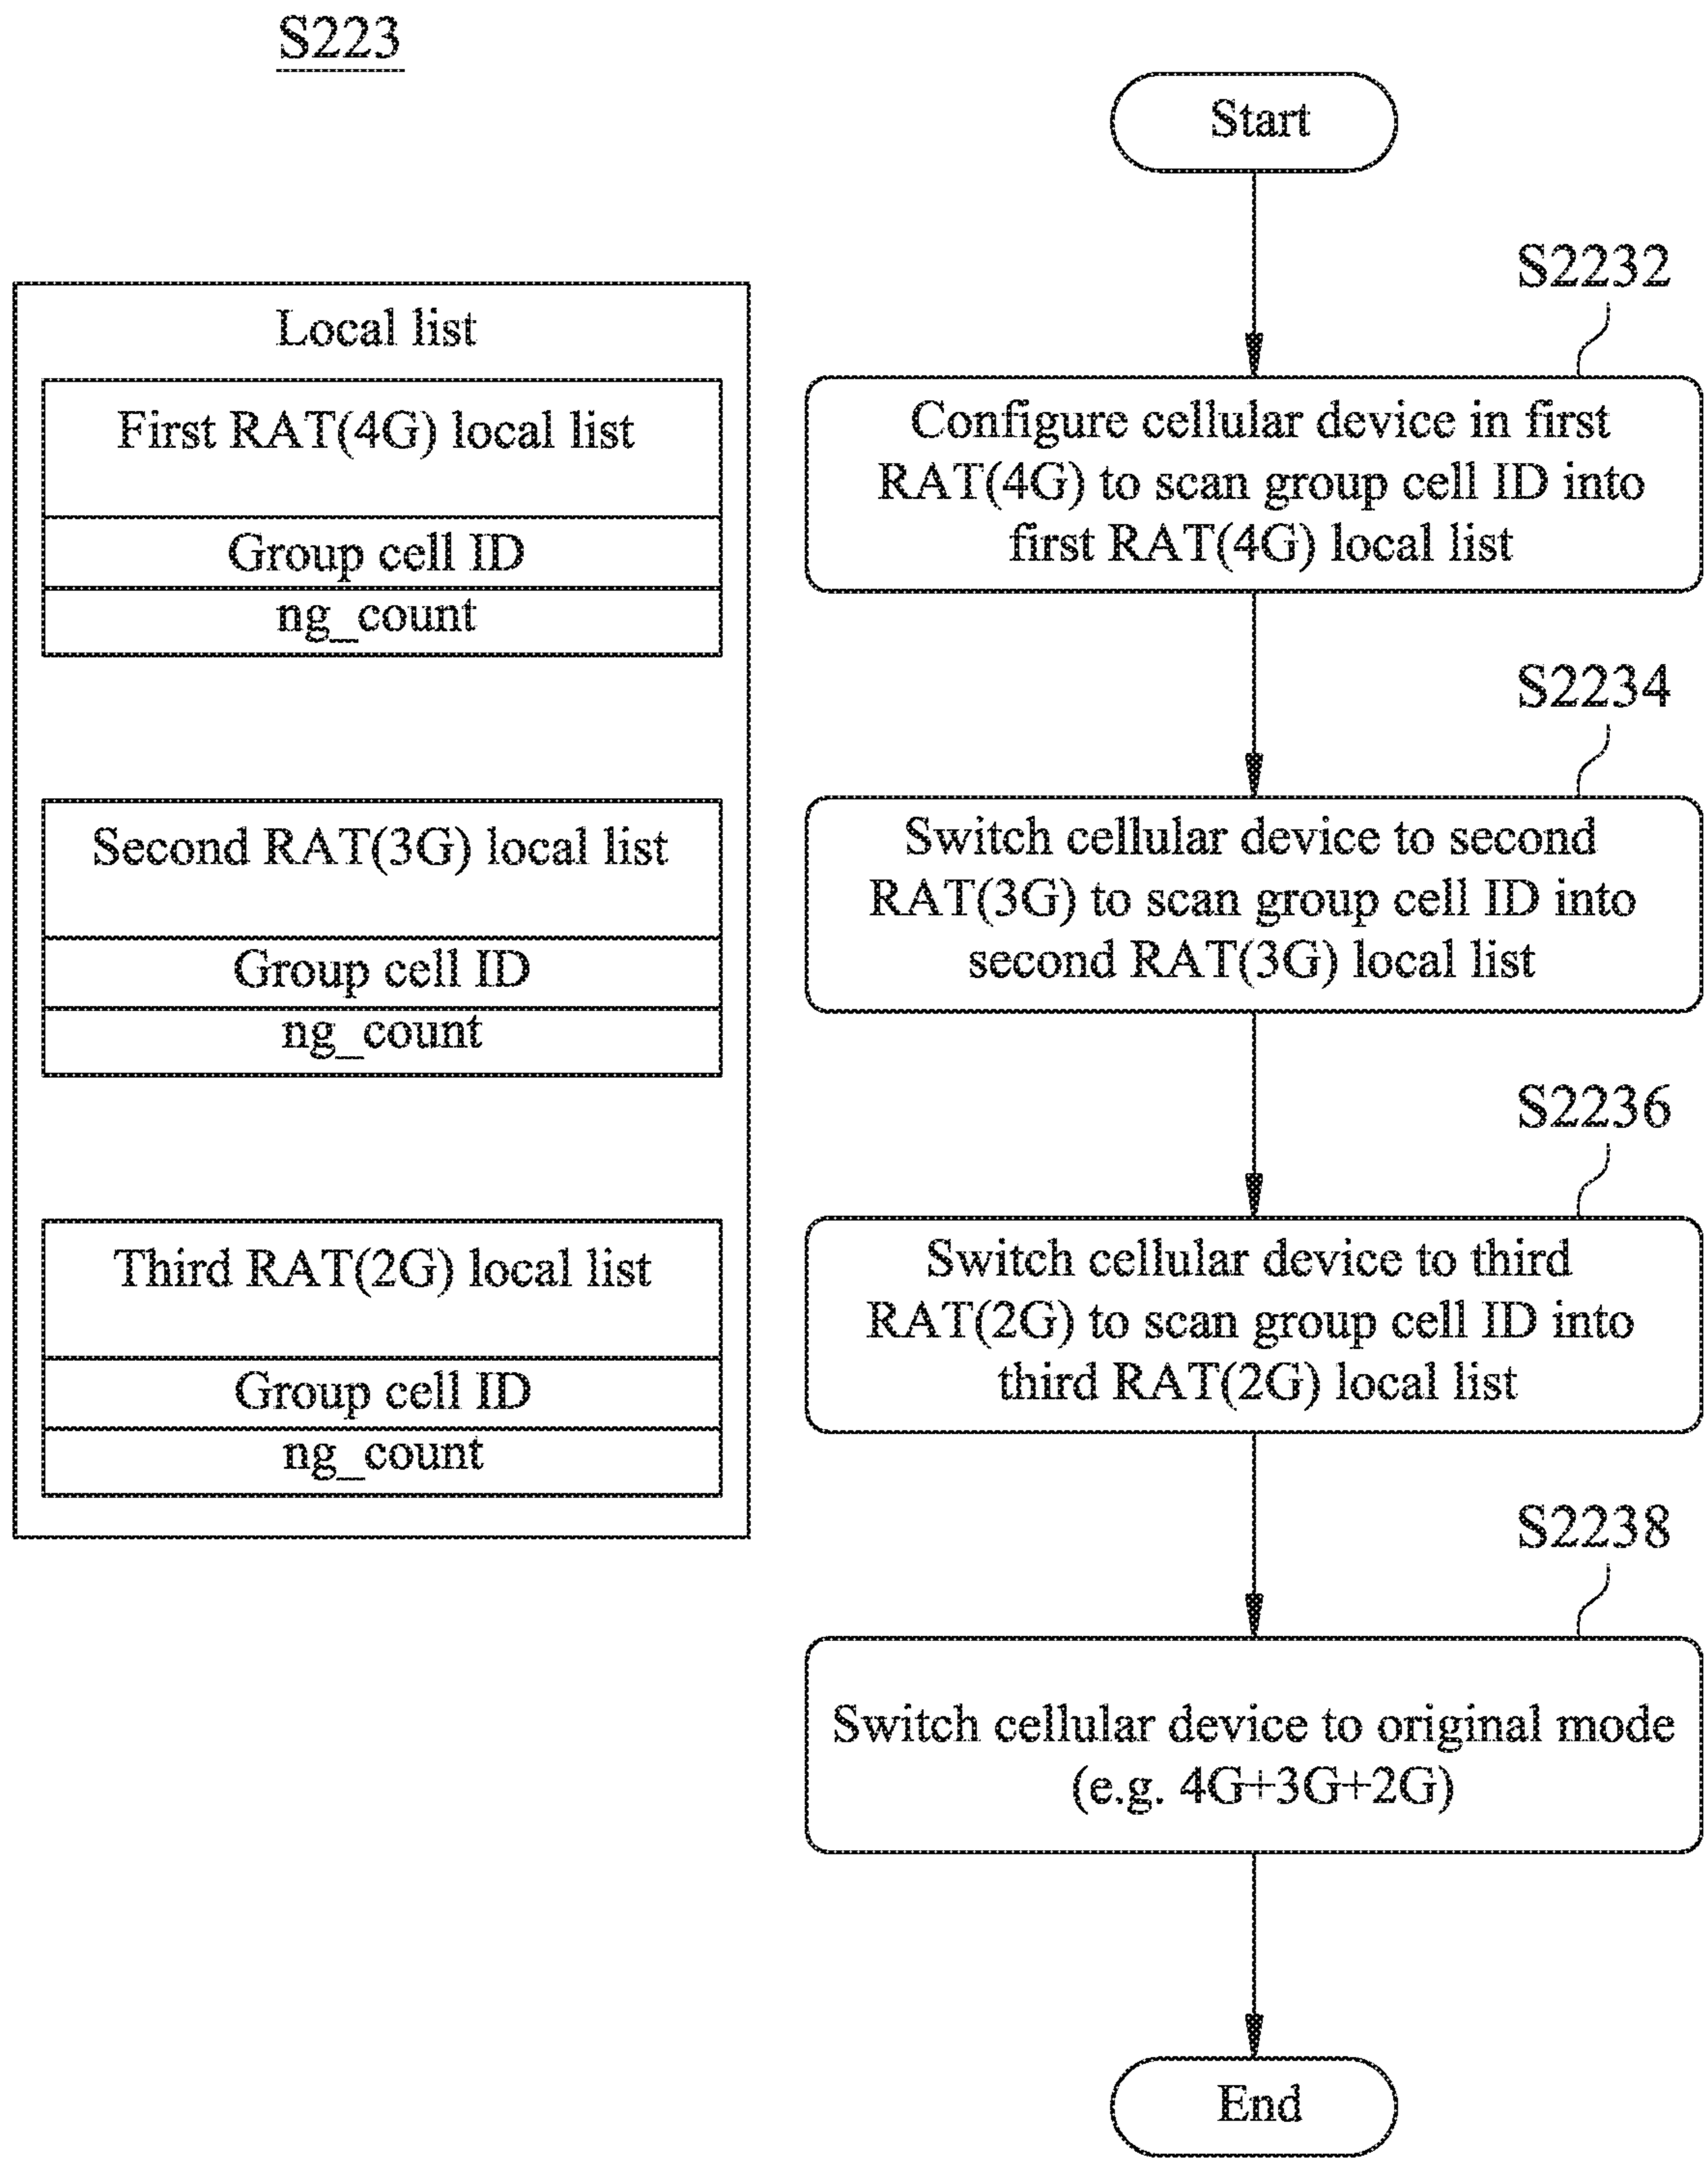 S223
Local list
First RAT(4G) local list
Group cell ID
ng_count
Second RAT(3G) local list
Group cell ID
ng_count
Third RAT(2G) local list
Group cell ID
ng_count
Start
S2232
Configure cellular device in first
RAT(4G) to scan group cell ID into
first RAT(4G) local list
S2234
Switch cellular device to second
RAT(3G) to scan group cell ID into
second RAT(3G) local list
S2236
Switch cellular device to third
RAT(2G) to scan group cell ID into
third RAT(2G) local list
S2238
Switch cellular device to original mode
(e.g. 4G+3G+2G)
End